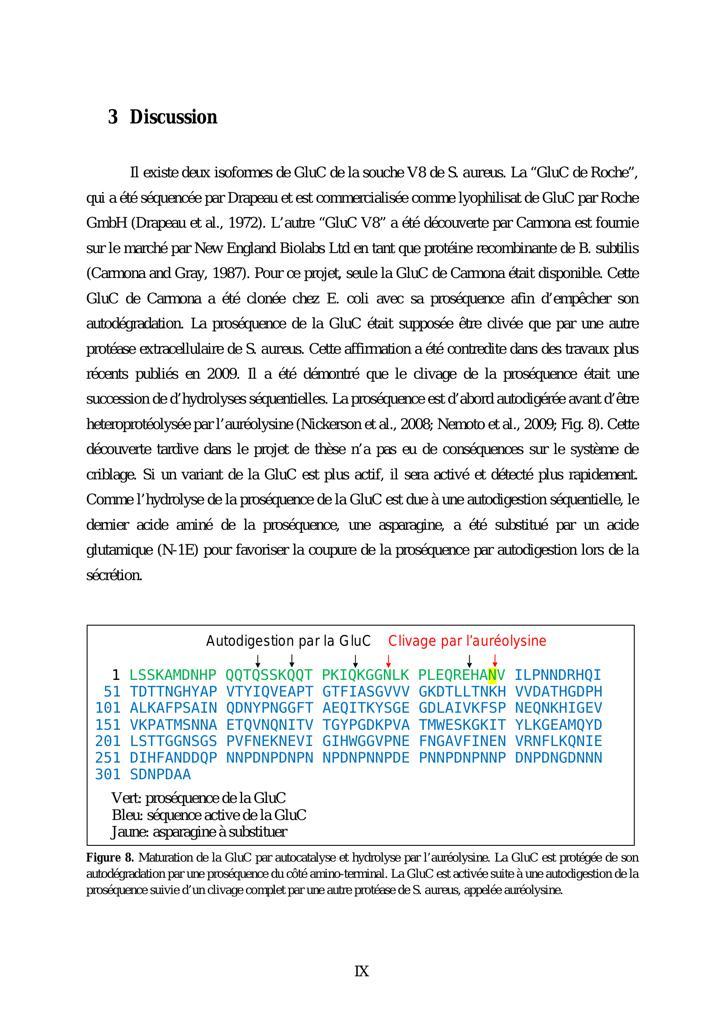 3 Discussion
Il existe deux isoformes de GluC de la souche V8 de S. aureus. La “GluC de Roche”,
qui a été séquencée par Drapeau et est commercialisée comme lyophilisat de GluC par Roche
GmbH (Drapeau et al., 1972). L’autre “GluC V8” a été découverte par Carmona est fournie
sur le marché par New England Biolabs Ltd en tant que protéine recombinante de B. subtilis
(Carmona and Gray, 1987). Pour ce projet, seule la GluC de Carmona était disponible. Cette
GluC de Carmona a été clonée chez E. coli avec sa proséquence afin d’empêcher son
autodégradation. La proséquence de la GluC était supposée être clivée que par une autre
protéase extracellulaire de S. aureus. Cette affirmation a été contredite dans des travaux plus
récents publiés en 2009. Il a été démontré que le clivage de la proséquence était une
succession de d’hydrolyses séquentielles. La proséquence est d’abord autodigérée avant d’être
heteroprotéolysée par l’auréolysine (Nickerson et al., 2008; Nemoto et al., 2009; Fig. 8). Cette
découverte tardive dans le projet de thèse n’a pas eu de conséquences sur le système de
criblage. Si un variant de la GluC est plus actif, il sera activé et détecté plus rapidement.
Comme l’hydrolyse de la proséquence de la GluC est due à une autodigestion séquentielle, le
dernier acide aminé de la proséquence, une asparagine, a été substitué par un acide
glutamique (N-1E) pour favoriser la coupure de la proséquence par autodigestion lors de la
sécrétion.
Autodigestion par la GluC Clivage par l’auréolysine
1 LSSKAMDNHP QQTQSSKQQT PKIQKGGNLK PLEQREHANV ILPNNDRHQI
51 TDTTNGHYAP VTYIQVEAPT GTFIASGVVV GKDTLLTNKH VVDATHGDPH
101 ALKAFPSAIN QDNYPNGGFT AEQITKYSGE GDLAIVKFSP NEQNKHIGEV
151 VKPATMSNNA ETQVNQNITV TGYPGDKPVA TMWESKGKIT YLKGEAMQYD
201 LSTTGGNSGS PVFNEKNEVI GIHWGGVPNE FNGAVFINEN VRNFLKQNIE
251 DIHFANDDQP NNPDNPDNPN NPDNPNNPDE PNNPDNPNNP DNPDNGDNNN
301 SDNPDAA
Vert: proséquence de la GluC
Bleu: séquence active de la GluC
Jaune: asparagine à substituer
Figure 8. Maturation de la GluC par autocatalyse et hydrolyse par l’auréolysine. La GluC est protégée de son
autodégradation par une proséquence du côté amino-terminal. La GluC est activée suite à une autodigestion de la
proséquence suivie d’un clivage complet par une autre protéase de S. aureus, appelée auréolysine.
IX